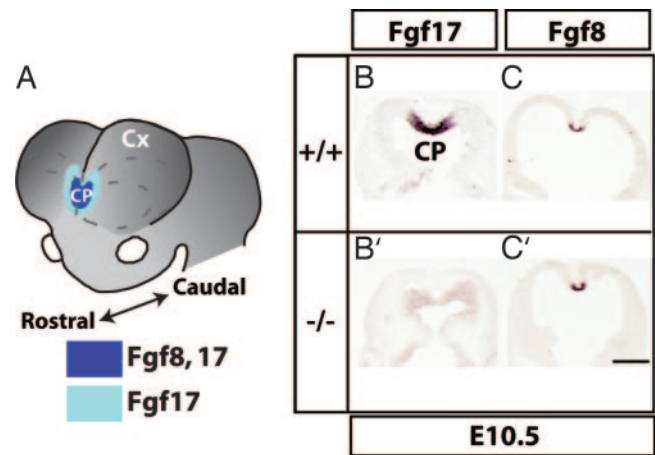 Fgf17
Fgf8
A
B
C
Cx
CP
+/+
CP
B'
C'
Caudal
Rostral
-/-
Fgf8, 17
Fgf17
E10.5